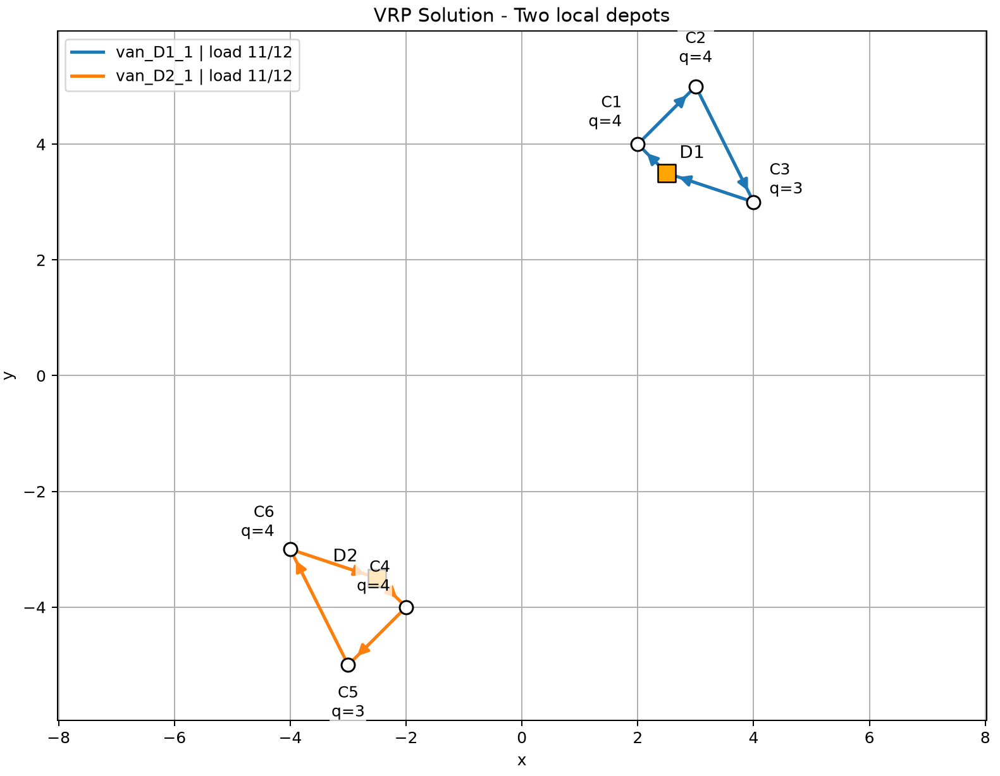 VRP Solution - Two local depots
van_D1_1 | load 11/12
van_D2_1 | load 11/12
C2
q=4
C1
q=4
D1
C3
q=3
C6
q=4
D2
C4
q=4
C5
q=3
y
4
2
0
−2
−4
−8
−6
−4
−2
0
2
4
6
8
x